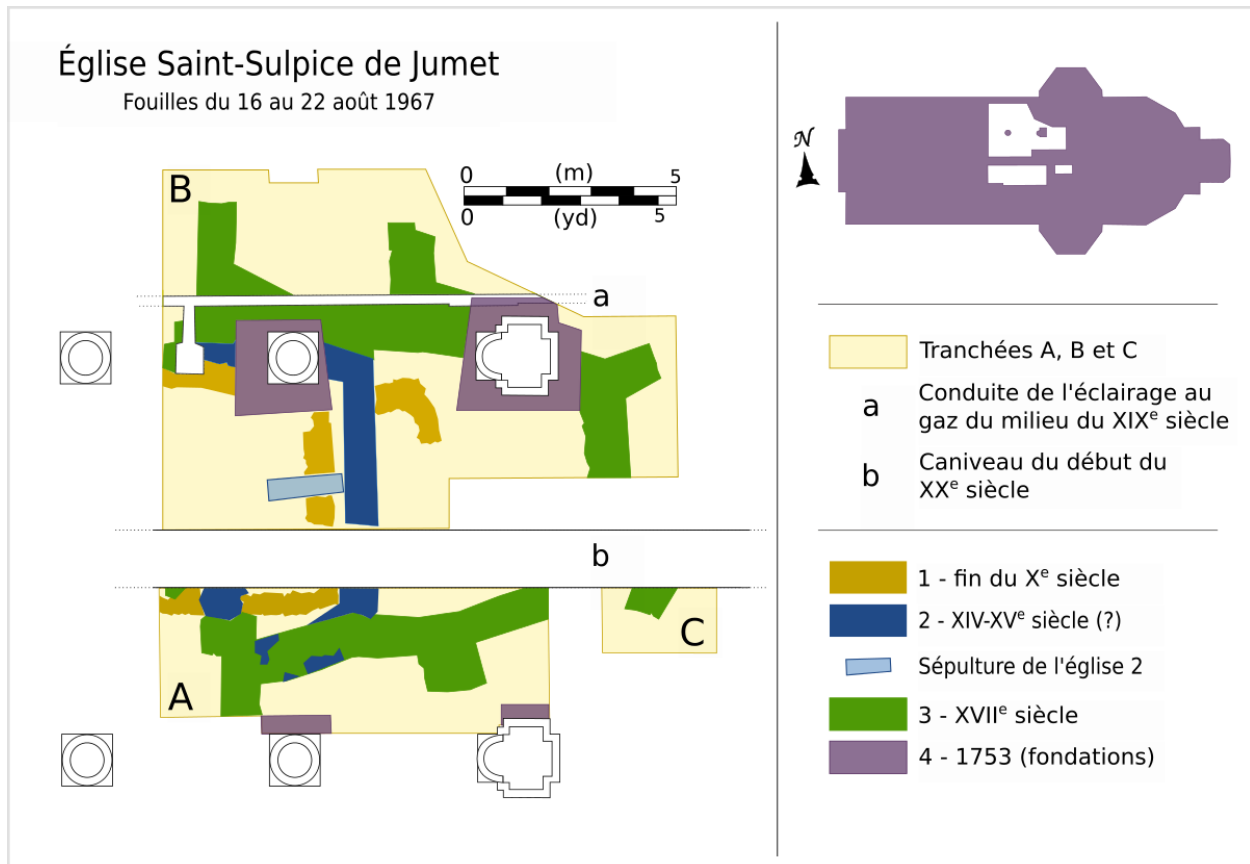 Église Saint-Sulpice de Jumet
Fouilles du 16 au 22 août 1967
B
0 (m) 5
0 (yd) 5
a
b
A
C
N
Tranchées A, B et C
a Conduite de l'éclairage au
gaz du milieu du XIXe siècle
b Caniveau du début du
XXe siècle
1 - fin du Xe siècle
2 - XIV-XVe siècle (?)
Sépulture de l'église 2
3 - XVIIe siècle
4 - 1753 (fondations)